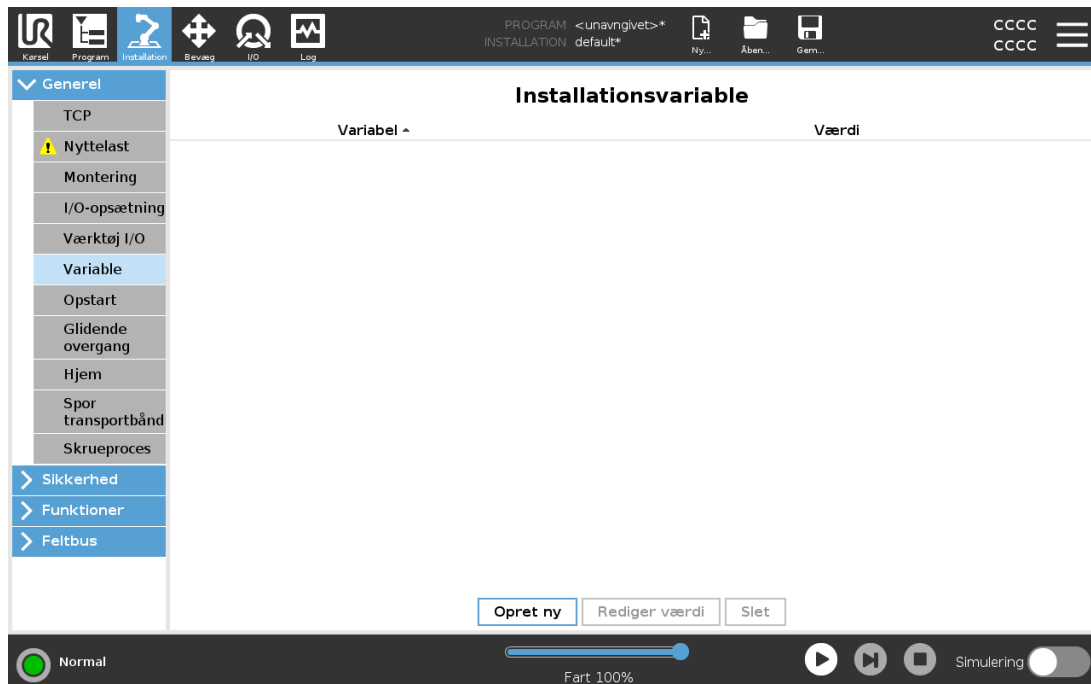 UR
Kørsel
Program
Installation
Bevæg
I/O
Log
PROGRAM <unavngivet>*
INSTALLATION default*
Ny...
Åben...
Gem...
CCCC
CCCC
Generel
TCP
Nyttelast
Montering
I/O-opsætning
Værktøj I/O
Variable
Opstart
Glidende
overgang
Hjem
Spor
transportbånd
Skrueproces
Sikkerhed
Funktioner
Feltbus
Installationsvariable
Variabel Værdi
Opret ny Rediger værdi Slet
Normal
Fart 100%
Simulering